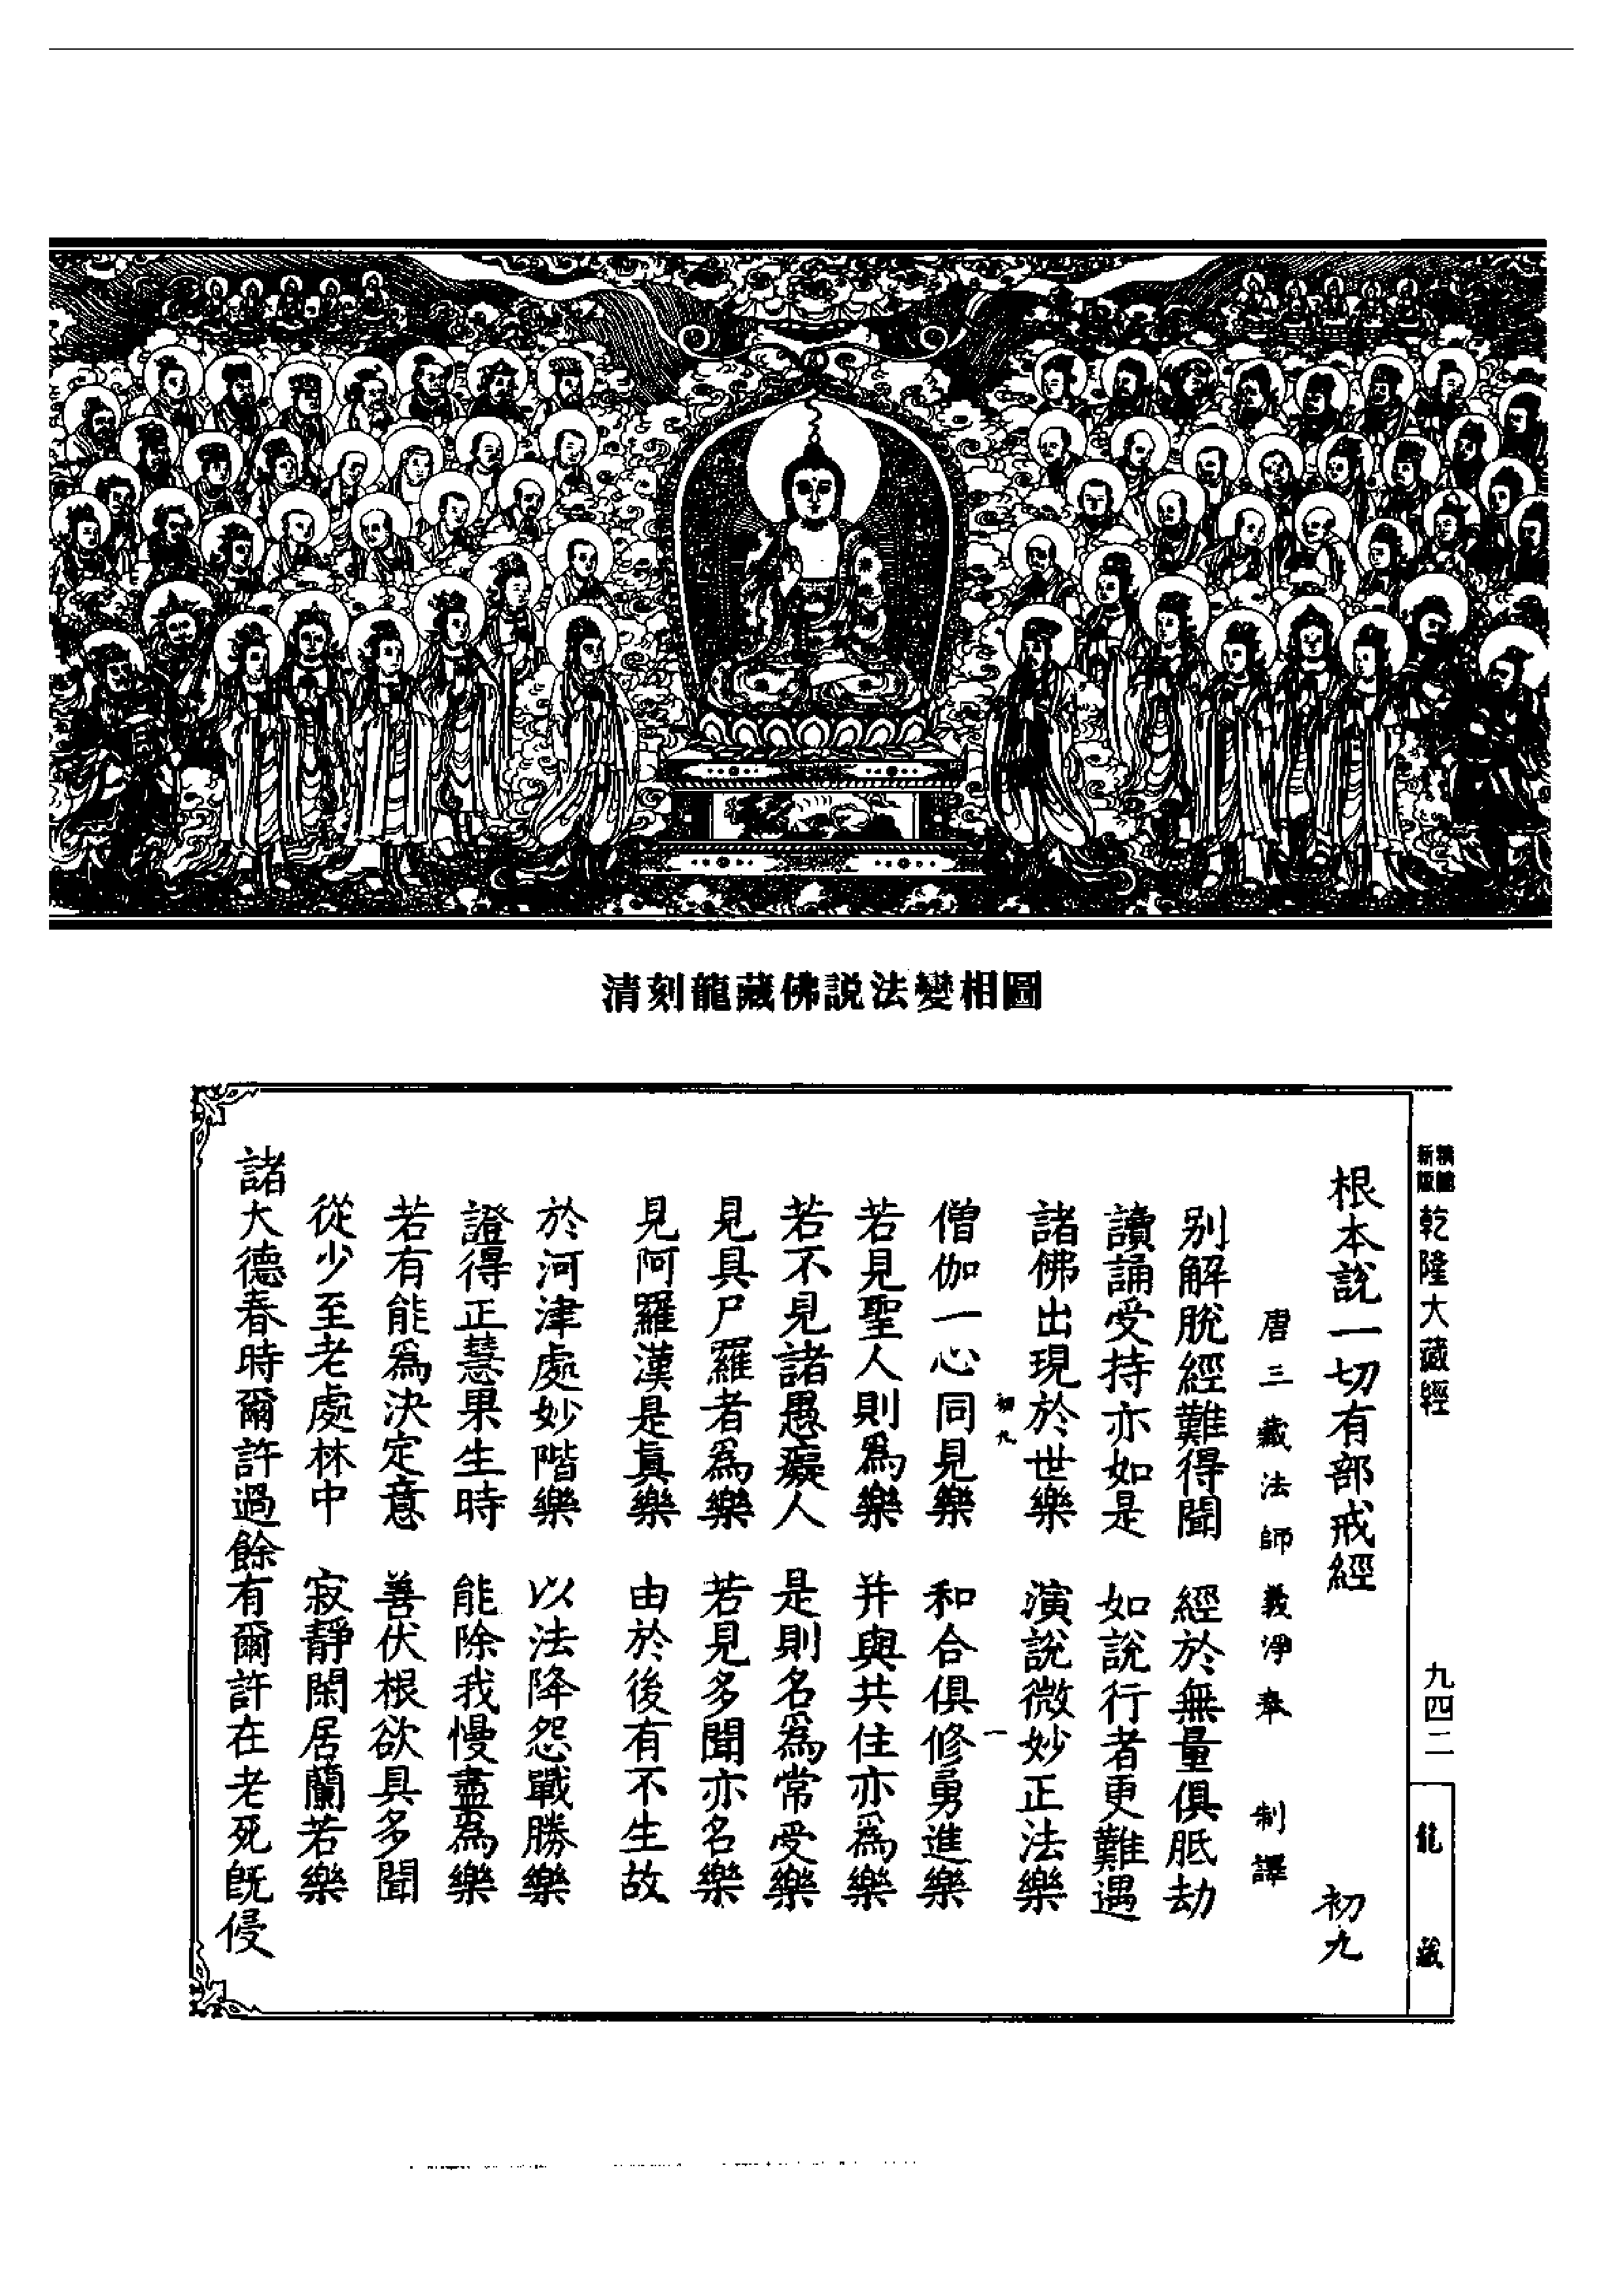 清刻龍藏佛説法變相圖
乾隆大藏經
九四二
龍藏
根本說一切有部戒經 初九
唐三藏法師義淨奉 制譯
别解脫經難得聞 經於無量俱胝劫
讀誦受持亦如是 如說行者更難遇
諸佛出現於世樂 演說微妙正法樂
初九 一
僧伽一心同見樂 和合俱修勇進樂
若見聖人則爲樂 并與共住亦爲樂
若不見諸愚癡人 是則名爲常受樂
見具尸羅者爲樂 若見多聞亦名樂
見阿羅漢是真樂 由於後有不生故
於河津處妙階樂 以法降怨戰勝樂
證得正慧果生時 能除我慢盡爲樂
若有能爲決定意 善伏根欲具多聞
從少至老處林中 寂靜閑居蘭若樂
諸大德春時爾許過餘有爾許在老死既侵